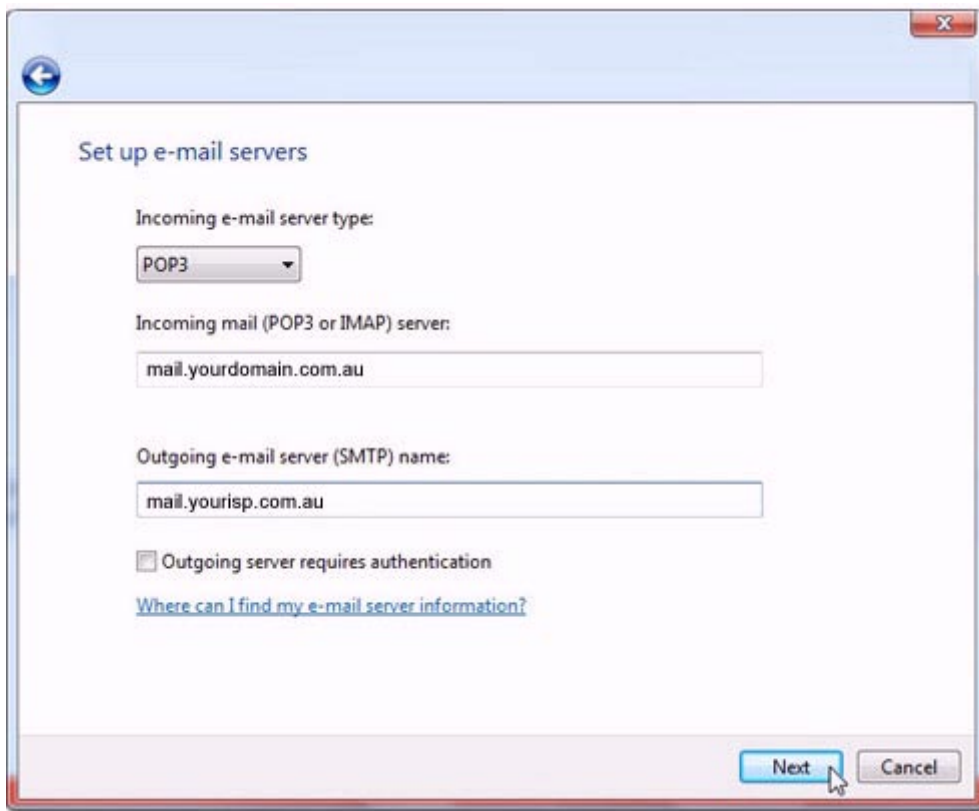 Set up e-mail servers
Incoming e-mail server type:
POP3
Incoming mail (POP3 or IMAP) server:
mail.yourdomain.com.au
Outgoing e-mail server (SMTP) name:
mail.yourisp.com.au
Outgoing server requires authentication
Where can I find my e-mail server information?
Next Cancel